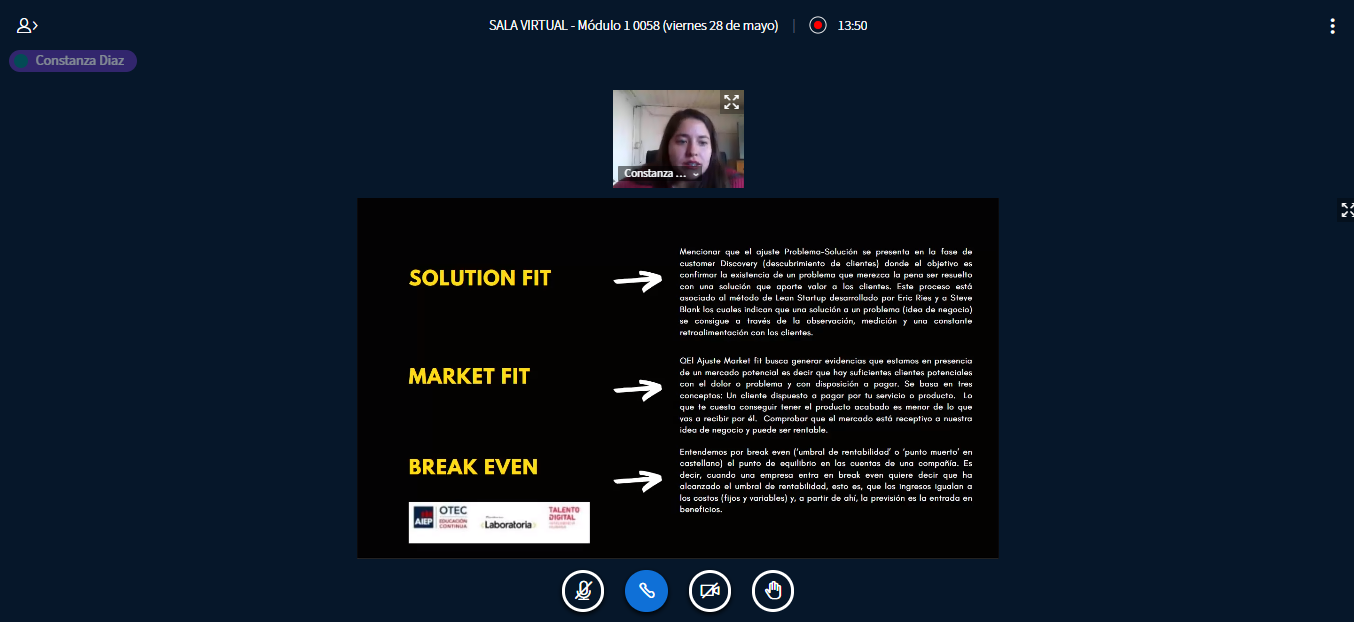 SALA VIRTUAL - Módulo 1 0058 (viernes 28 de mayo)
13:50
Constanza Diaz
Constanza ...
SOLUTION FIT
Mencionar que el ajuste Problema-Solución se presenta en la fase de
customer Discovery (descubrimiento de clientes) donde el objetivo es
confirmar la existencia de un problema que merezca la pena ser resuelto
con una solución que aporte valor a los clientes. Este proceso está
asociado al método de Lean Startup desarrollado por Eric Ries y a Steve
Blank los cuales indican que una solución a un problema (idea de negocio)
se consigue a través de la observación, medición y una constante
retroalimentación con los clientes.
MARKET FIT
QEl Ajuste Market fit busca generar evidencias que estamos en presencia
de un mercado potencial es decir que hay suficientes clientes potenciales
con el dolor o problema y con disposición a pagar. Se basa en tres
conceptos: Un cliente dispuesto a pagar por tu servicio o producto. Lo
que te cuesta conseguir tener el producto acabado es menor de lo que
vas a recibir por él. Comprobar que el mercado está receptivo a nuestra
idea de negocio y puede ser rentable.
BREAK EVEN
Entendemos por break even ('umbral de rentabilidad' o 'punto muerto' en
castellano) el punto de equilibrio en las cuentas de una compañía. Es
decir, cuando una empresa entra en break even quiere decir que ha
alcanzado el umbral de rentabilidad, esto es, que los ingresos igualan a
los costos (fijos y variables) y, a partir de ahí, la previsión es la entrada en
beneficios.
AIEP
OTEC
EDUCACIÓN
CONTINUA
Laboratoria
TALENTO
DIGITAL